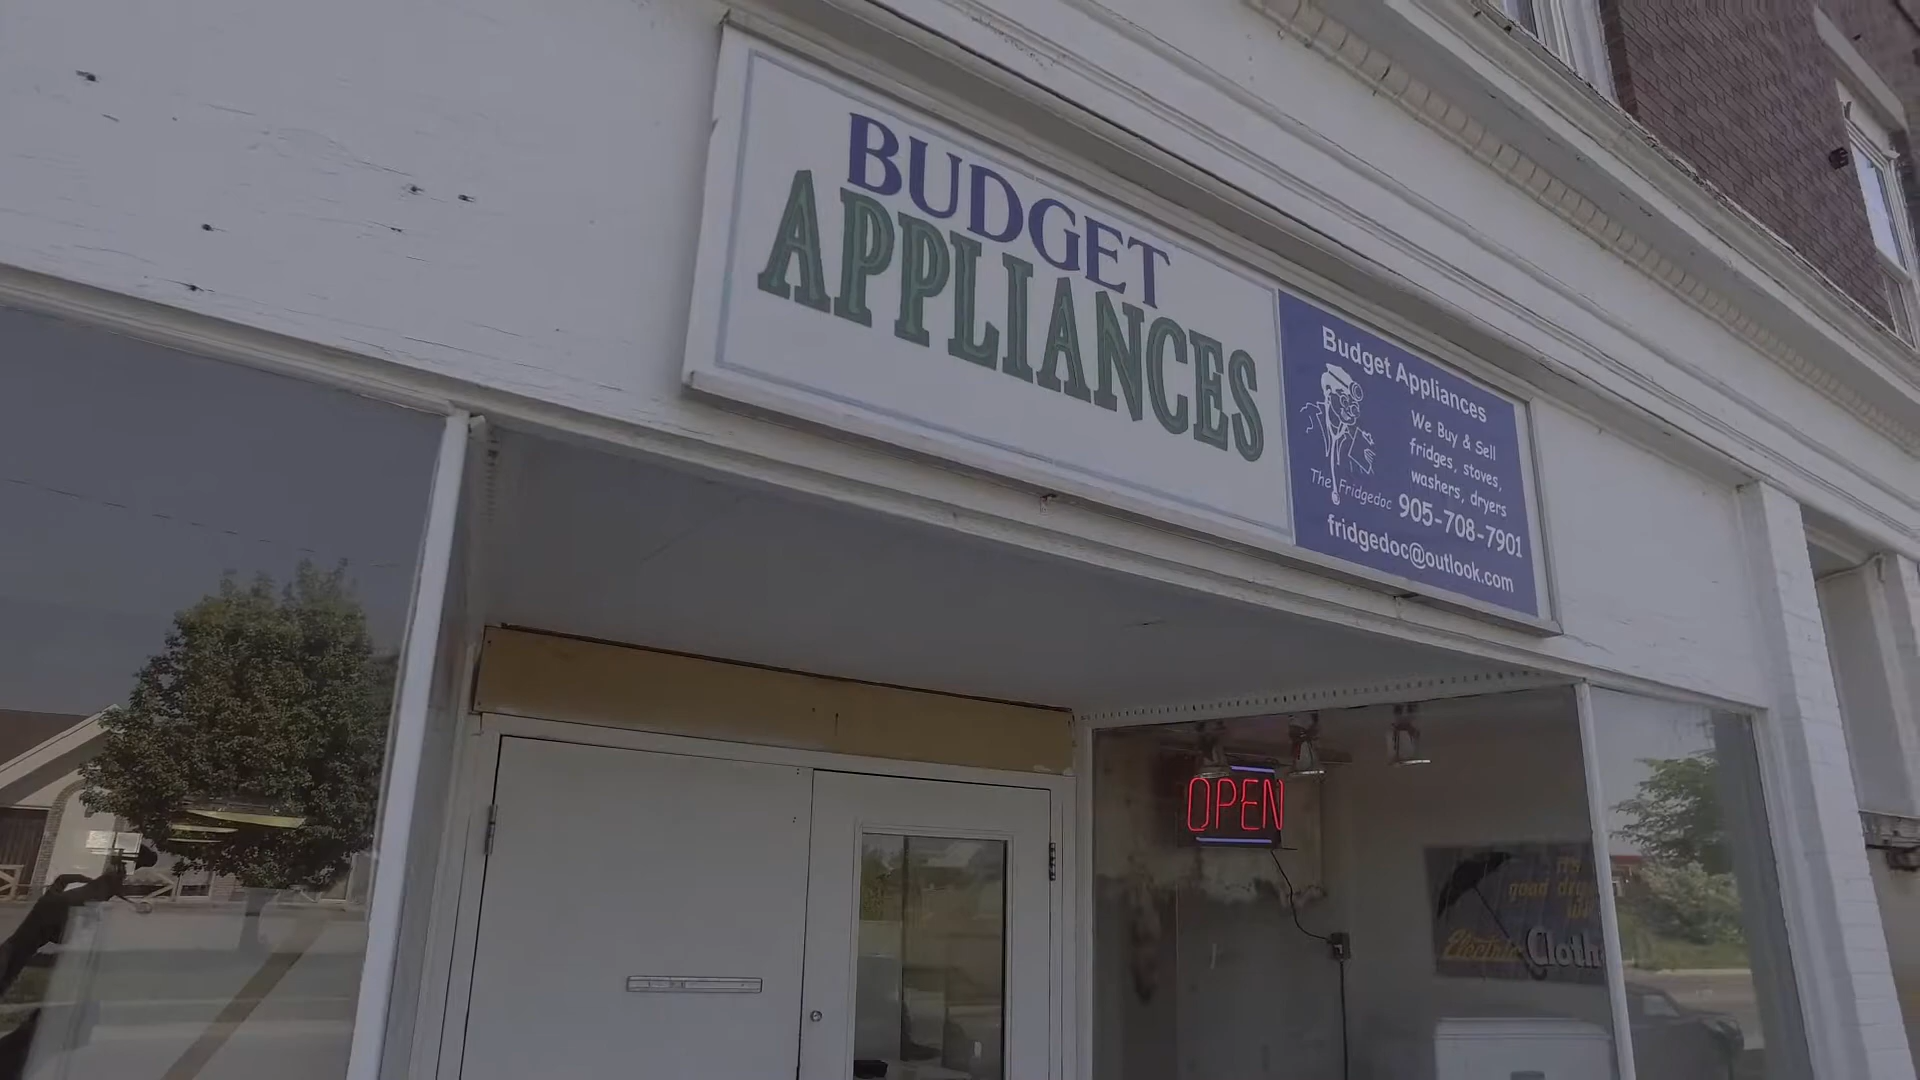 BUDGET
APPLIANCES
Budget Appliances
We Buy & Sell
fridges, stoves,
washers, dryers
The Fridgedoc
905-708-7901
fridgedoc@outlook.com
OPEN
good
Electric